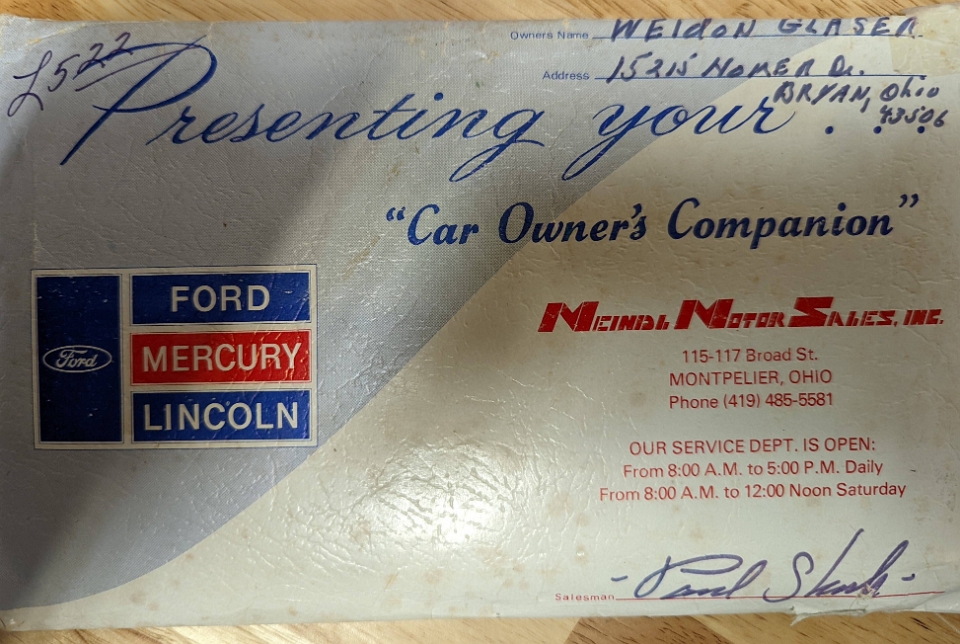 Owners Name WEldoN GLASER
Address 15215 HOMER Dr.
BRYAN, Ohio
43506
Presenting your . . .
"Car Owner's Companion"
Ford
FORD
MERCURY
LINCOLN
MEINDL MOTOR SALES, INC.
115-117 Broad St.
MONTPELIER, OHIO
Phone (419) 485-5581
OUR SERVICE DEPT. IS OPEN:
From 8:00 A.M. to 5:00 P.M. Daily
From 8:00 A.M. to 12:00 Noon Saturday
Salesman - Paul